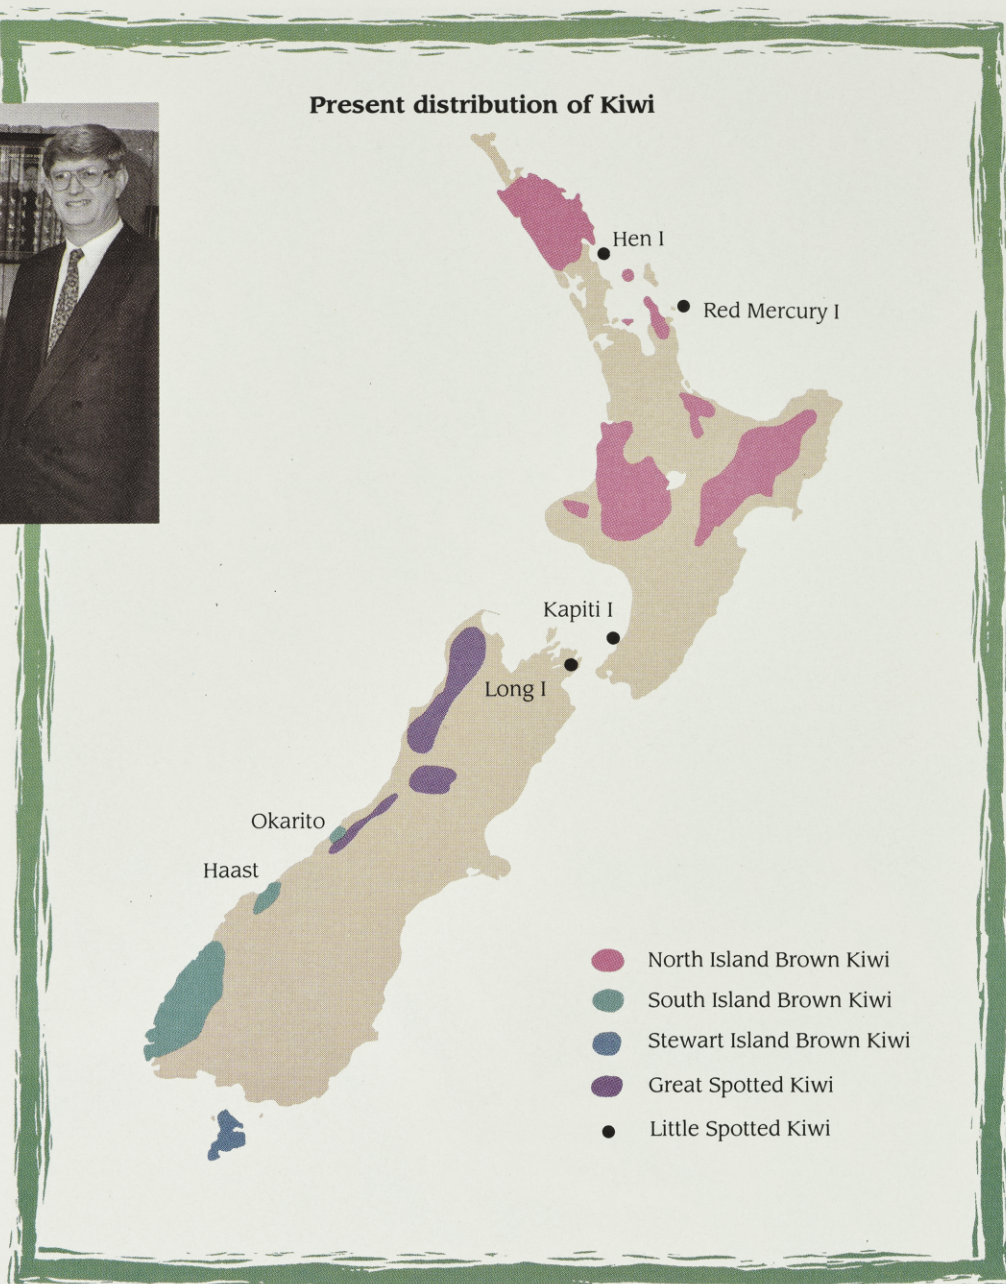 Present distribution of Kiwi
Hen I
Red Mercury I
Kapiti I
Long I
Okarito
Haast
North Island Brown Kiwi
South Island Brown Kiwi
Stewart Island Brown Kiwi
Great Spotted Kiwi
Little Spotted Kiwi